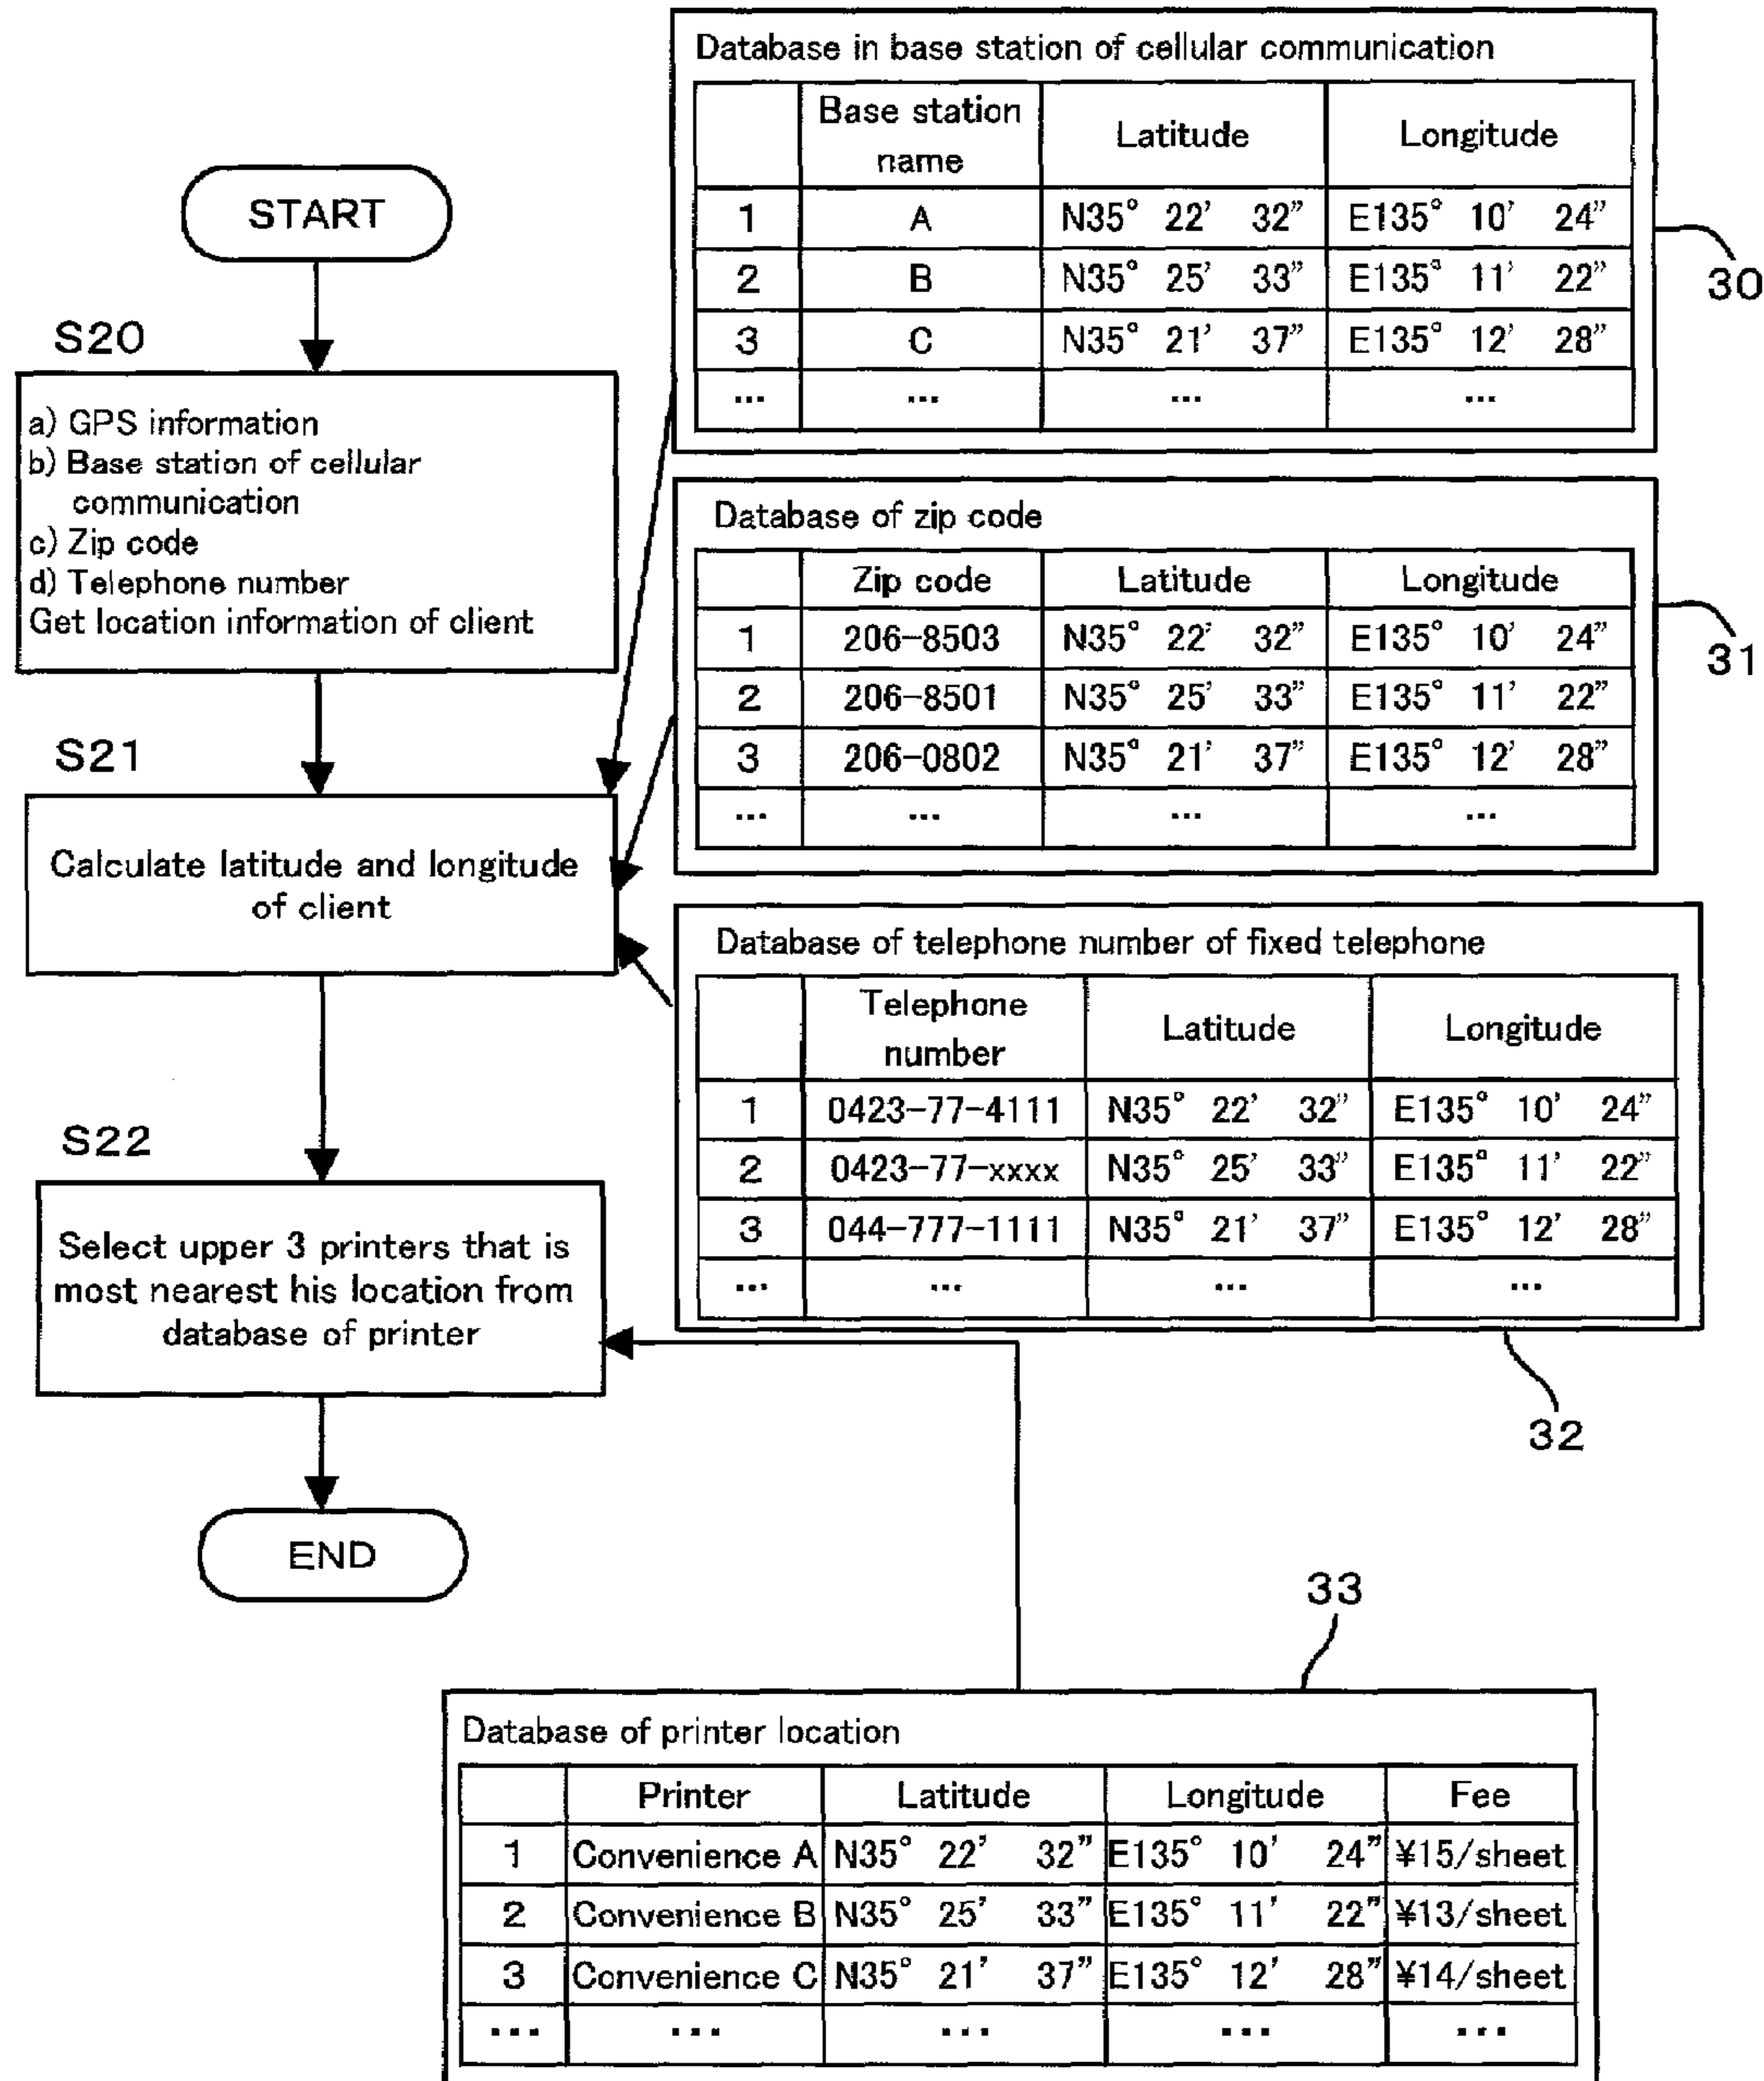 START
S20
a) GPS information
b) Base station of cellular
communication
c) Zip code
d) Telephone number
Get location information of client
S21
Calculate latitude and longitude
of client
S22
Select upper 3 printers that is
most nearest his location from
database of printer
END
Database in base station of cellular communication
Base station
name Latitude Longitude
1 A N35° 22' 32" E135° 10' 24"
2 B N35° 25' 33" E135° 11' 22"
3 C N35° 21' 37" E135° 12' 28"
... ... ... ...
30
Database of zip code
Zip code Latitude Longitude
1 206-8503 N35° 22' 32" E135° 10' 24"
2 206-8501 N35° 25' 33" E135° 11' 22"
3 206-0802 N35° 21' 37" E135° 12' 28"
... ... ... ...
31
Database of telephone number of fixed telephone
Telephone
number Latitude Longitude
1 0423-77-4111 N35° 22' 32" E135° 10' 24"
2 0423-77-xxxx N35° 25' 33" E135° 11' 22"
3 044-777-1111 N35° 21' 37" E135° 12' 28"
... ... ... ...
32
33
Database of printer location
Printer Latitude Longitude Fee
1 Convenience A N35° 22' 32" E135° 10' 24" ¥15/sheet
2 Convenience B N35° 25' 33" E135° 11' 22" ¥13/sheet
3 Convenience C N35° 21' 37" E135° 12' 28" ¥14/sheet
... ... ... ... ...